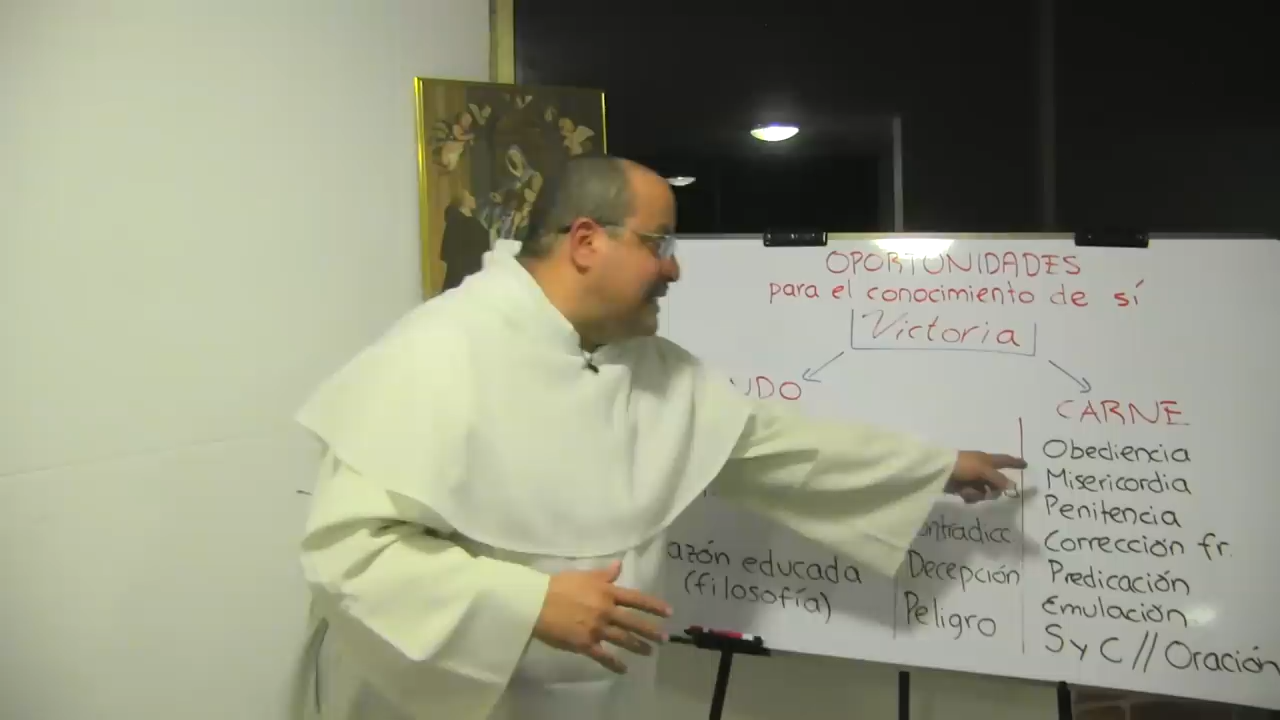 OPORTUNIDADES
para el conocimiento de sí
Victoria
CARNE
Obediencia
Misericordia
Penitencia
Corrección fr.
Predicación
Emulación
S y C // Oración
educada
(filosofía)
Decepción
Peligro